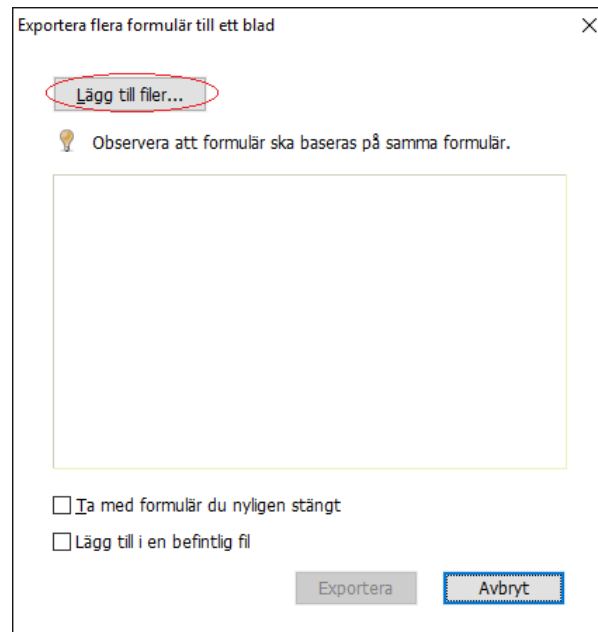 Exportera flera formulär till ett blad
Lägg till filer...
Observera att formulär ska baseras på samma formulär.
Ta med formulär du nyligen stängt
Lägg till i en befintlig fil
Exportera Avbryt